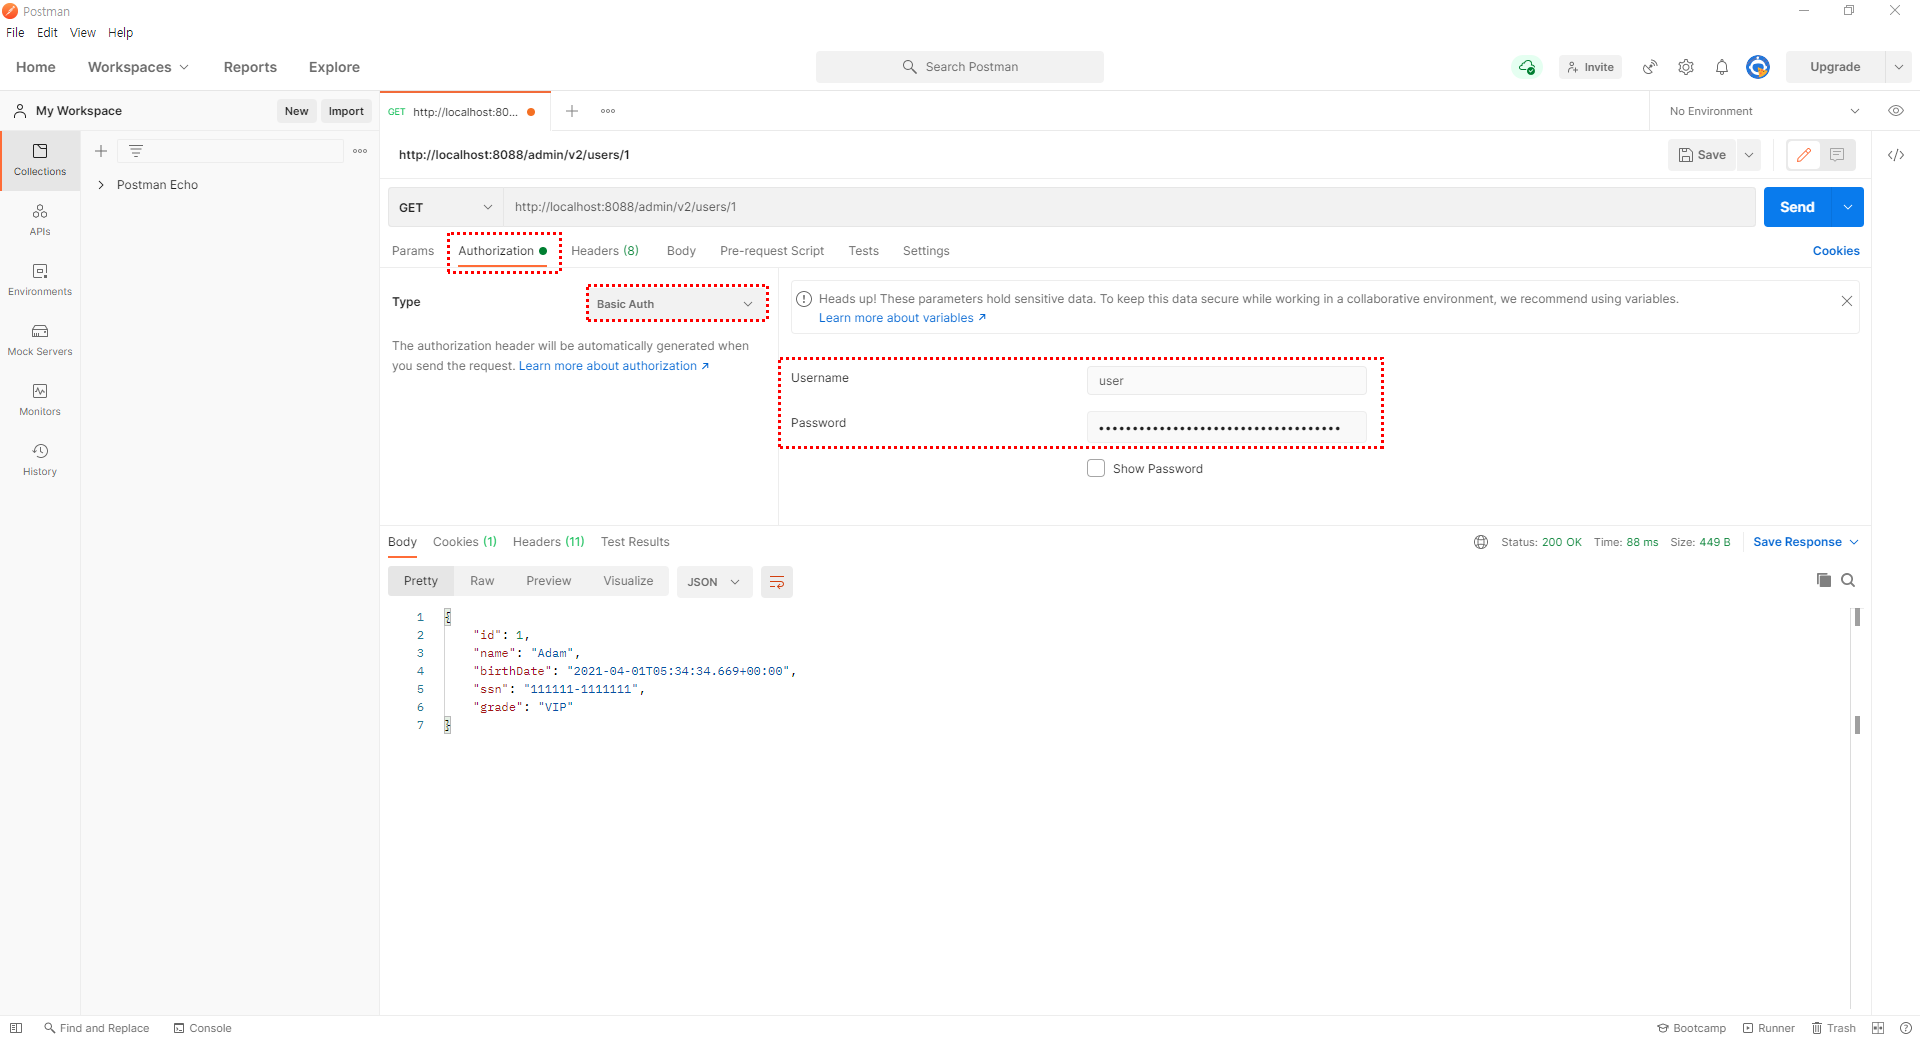 Postman
File Edit View Help
Home Workspaces Reports Explore Search Postman Invite Upgrade
My Workspace New Import GET http://localhost:80... No Environment
Collections
Postman Echo
APIs
Environments
Mock Servers
Monitors
History
http://localhost:8088/admin/v2/users/1 Save
GET http://localhost:8088/admin/v2/users/1 Send
Params Authorization Headers (8) Body Pre-request Script Tests Settings Cookies
Type Basic Auth
The authorization header will be automatically generated when
you send the request. Learn more about authorization ↗
Heads up! These parameters hold sensitive data. To keep this data secure while working in a collaborative environment, we recommend using variables.
Learn more about variables ↗
Username user
Password ••••••••••••••••••••••••••••••••••••
Show Password
Body Cookies (1) Headers (11) Test Results Status: 200 OK Time: 88 ms Size: 449 B Save Response
Pretty Raw Preview Visualize JSON
1 {
2 "id": 1,
3 "name": "Adam",
4 "birthDate": "2021-04-01T05:34:34.669+00:00",
5 "ssn": "111111-1111111",
6 "grade": "VIP"
7 }
Find and Replace Console Bootcamp Runner Trash